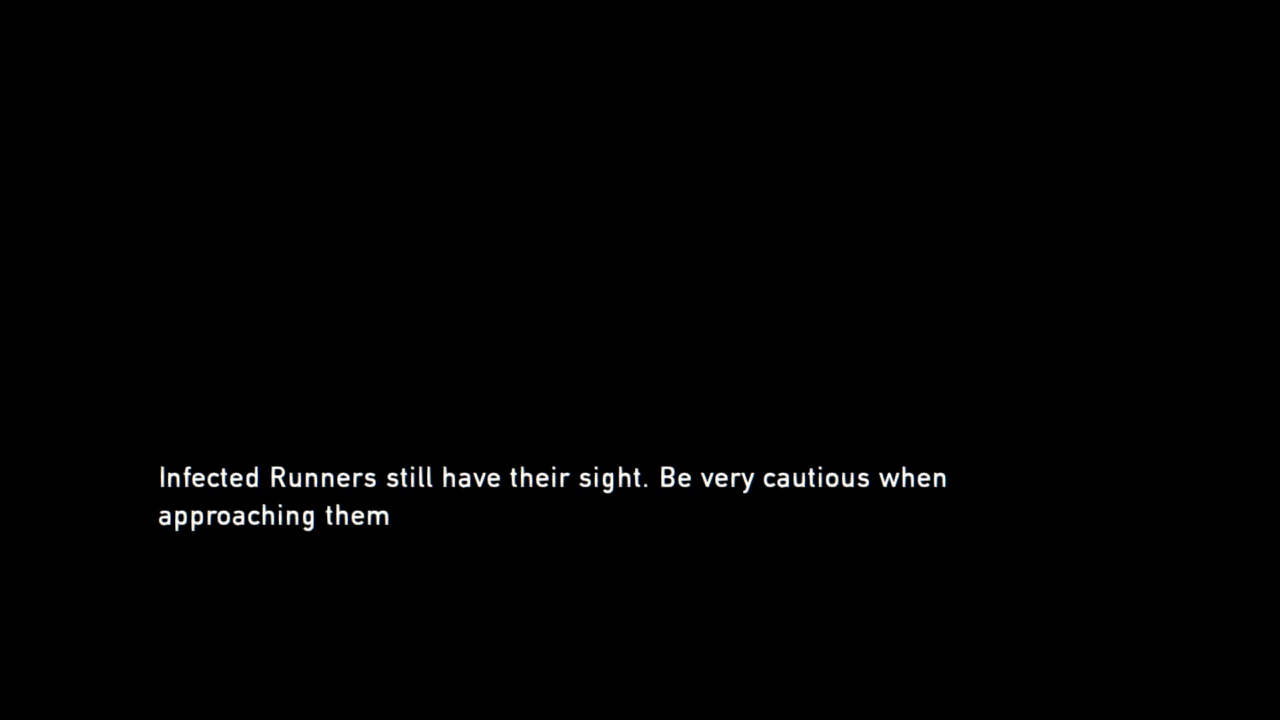 Infected Runners still have their sight. Be very cautious when
approaching them